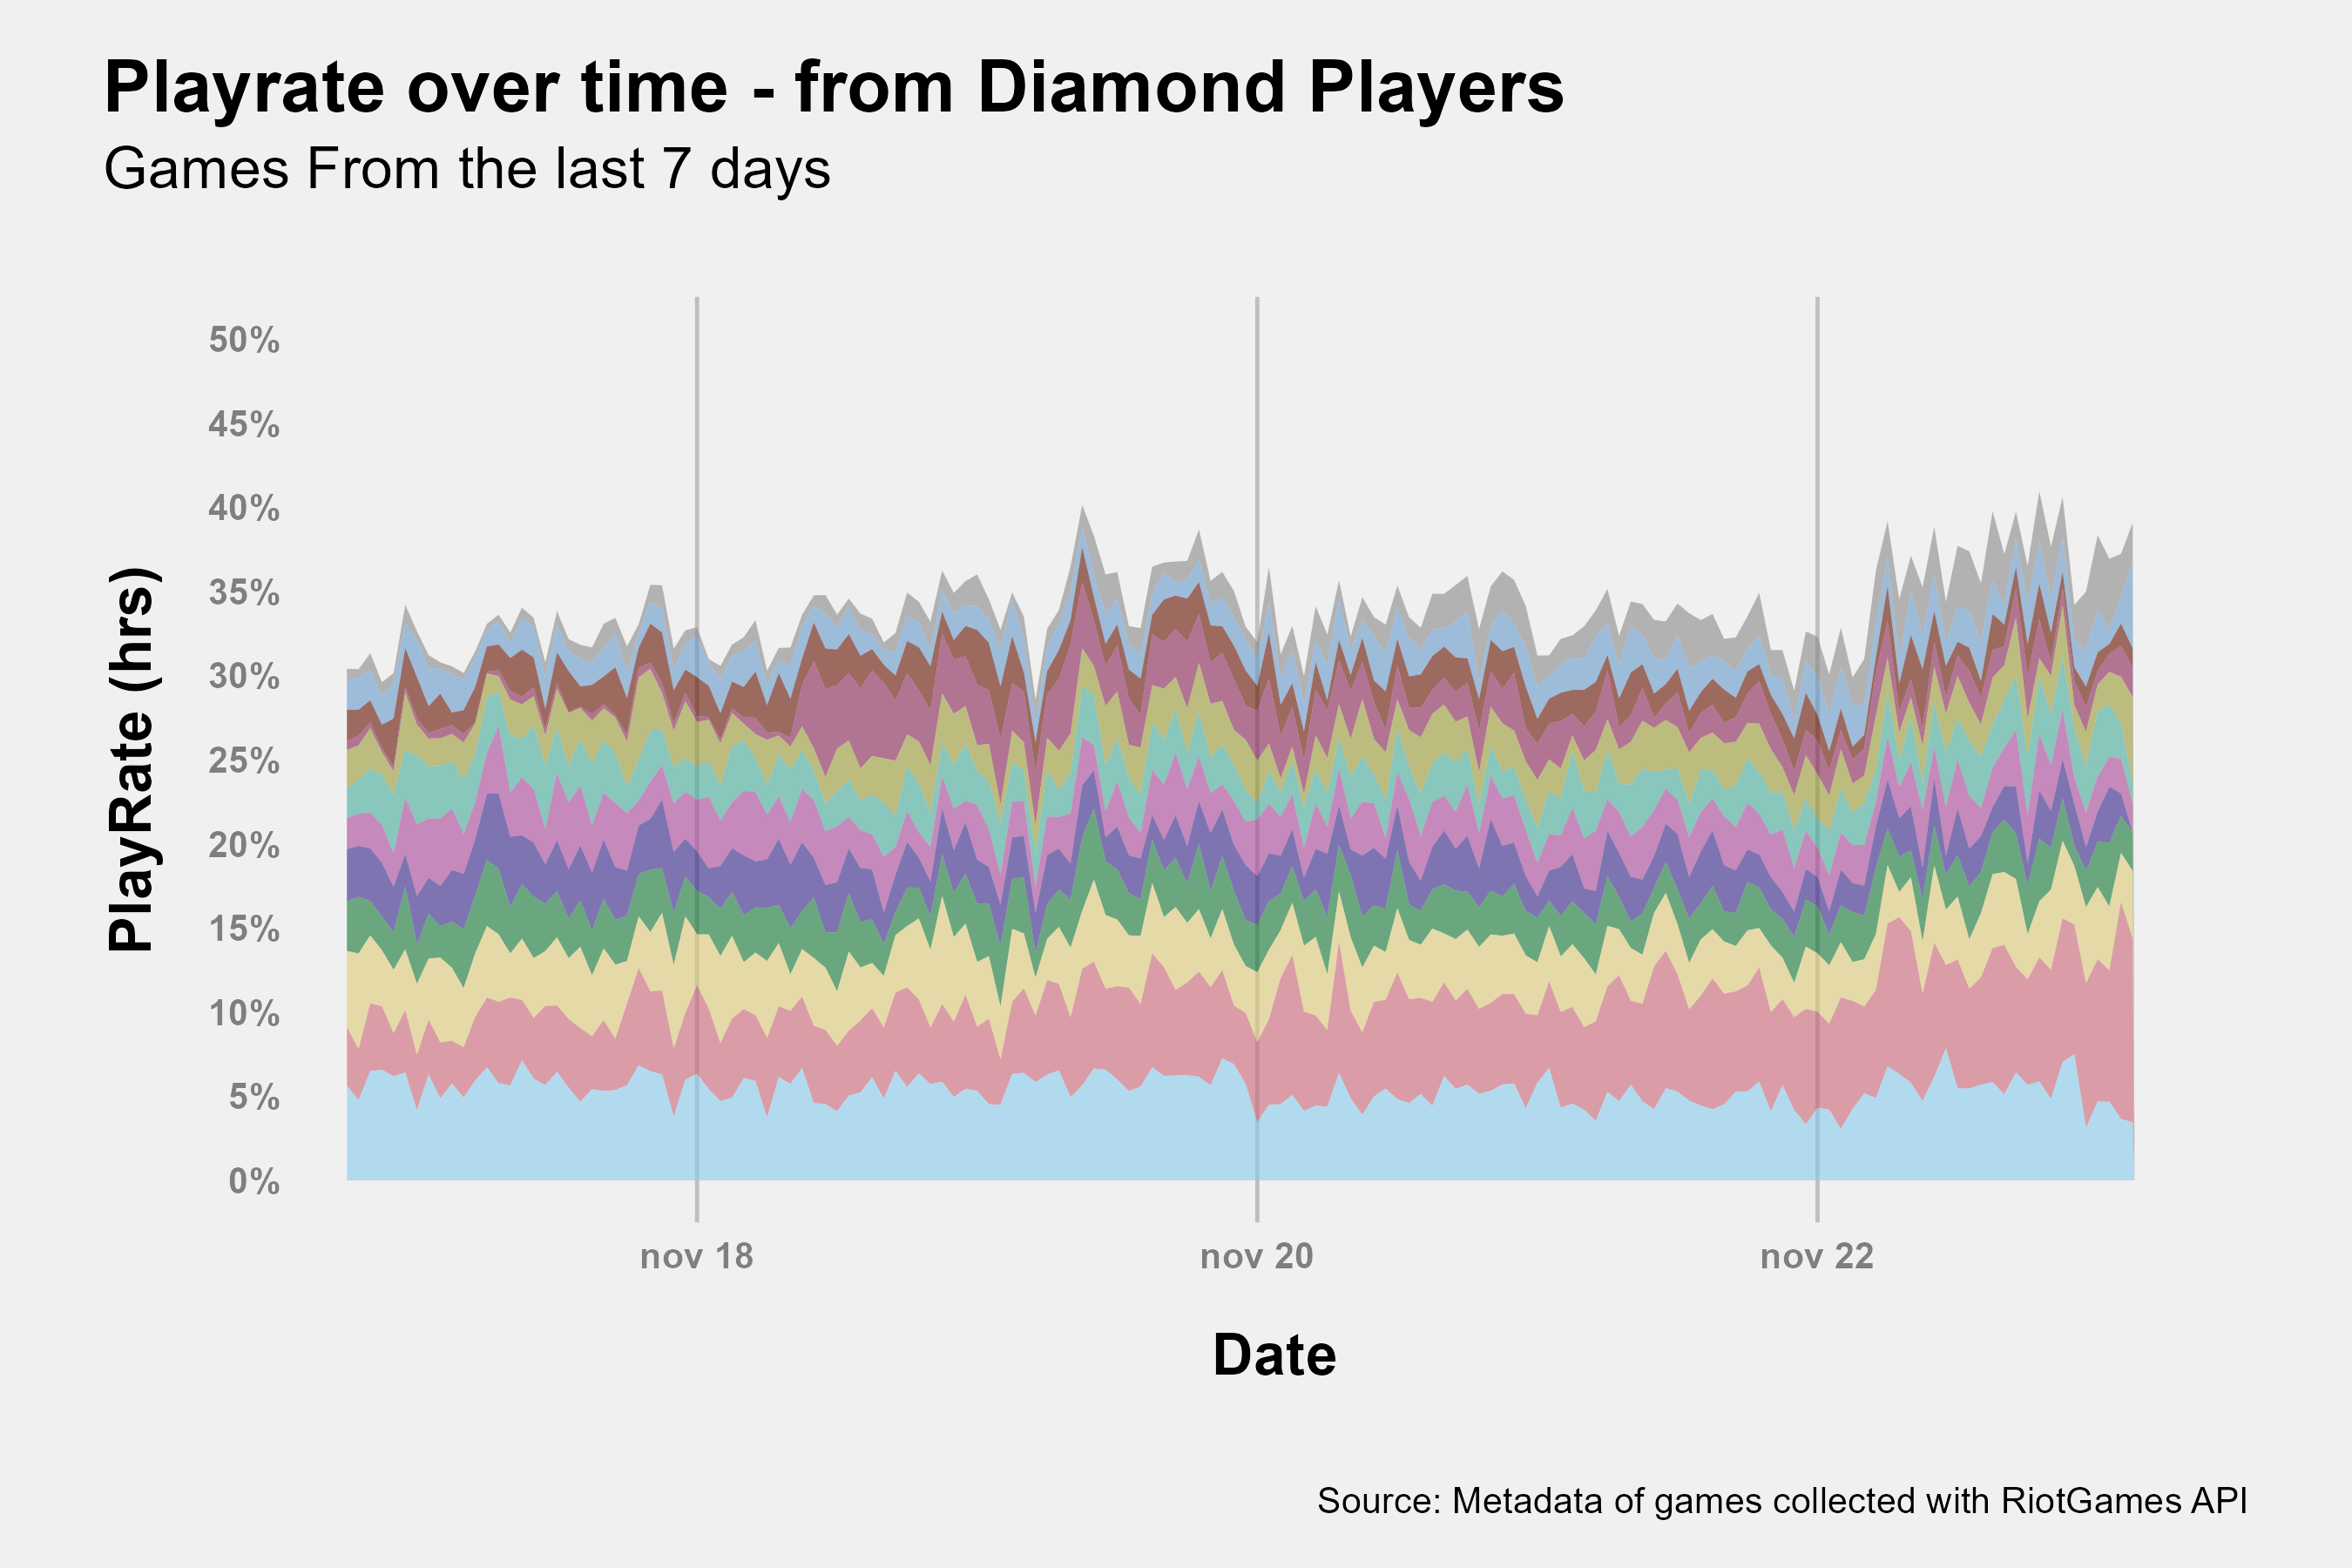 Playrate over time - from Diamond Players
Games From the last 7 days
PlayRate (hrs)
50%
45%
40%
35%
30%
25%
20%
15%
10%
5%
0%
nov 18
nov 20
nov 22
Date
Source: Metadata of games collected with RiotGames API